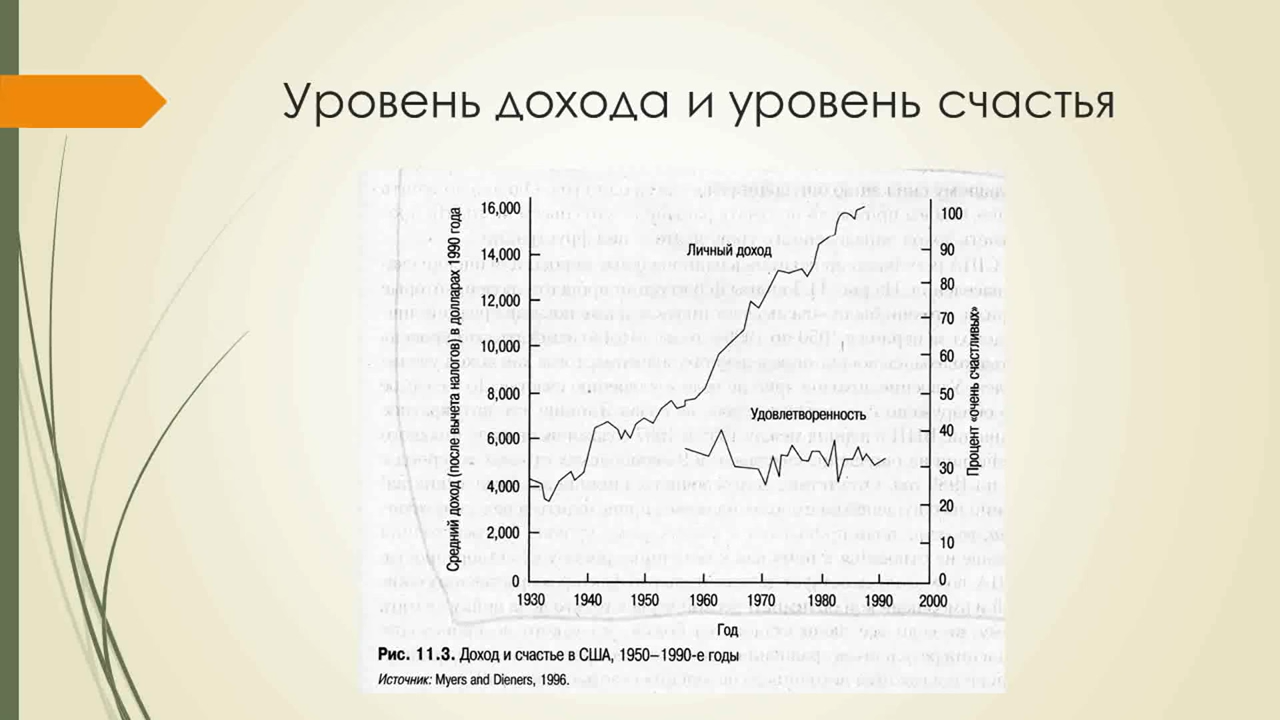 Уровень дохода и уровень счастья
Средний доход (после вычета налогов) в долларах 1990 года
16,000
14,000
12,000
10,000
8,000
6,000
4,000
2,000
0
Личный доход
Удовлетворенность
100
90
80
70
60
50
40
30
20
10
0
Процент «очень счастливых»
1930 1940 1950 1960 1970 1980 1990 2000
Год
Рис. 11.3. Доход и счастье в США, 1950–1990-е годы
Источник: Myers and Dieners, 1996.